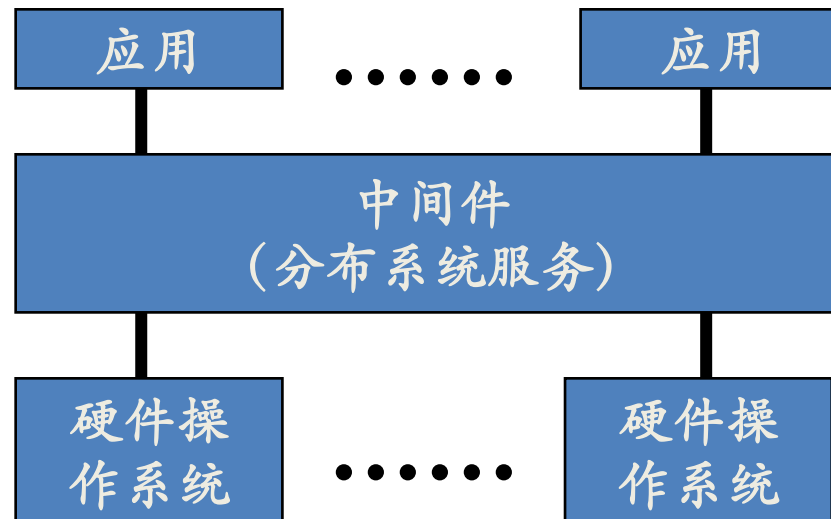 应用
应用
中间件
(分布系统服务)
硬件操
作系统
硬件操
作系统